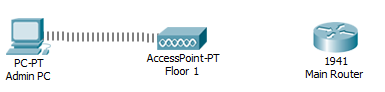 PC-PT
Admin PC
AccessPoint-PT
Floor 1
1941
Main Router